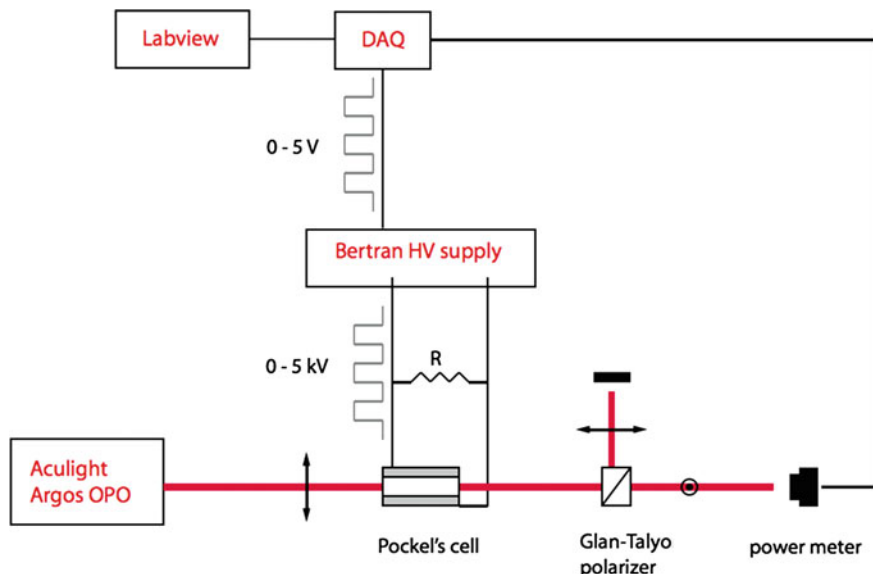 Labview
DAQ
0 - 5 V
Bertran HV supply
0 - 5 kV
R
Aculight
Argos OPO
Pockel's cell
Glan-Talyo
polarizer
power meter